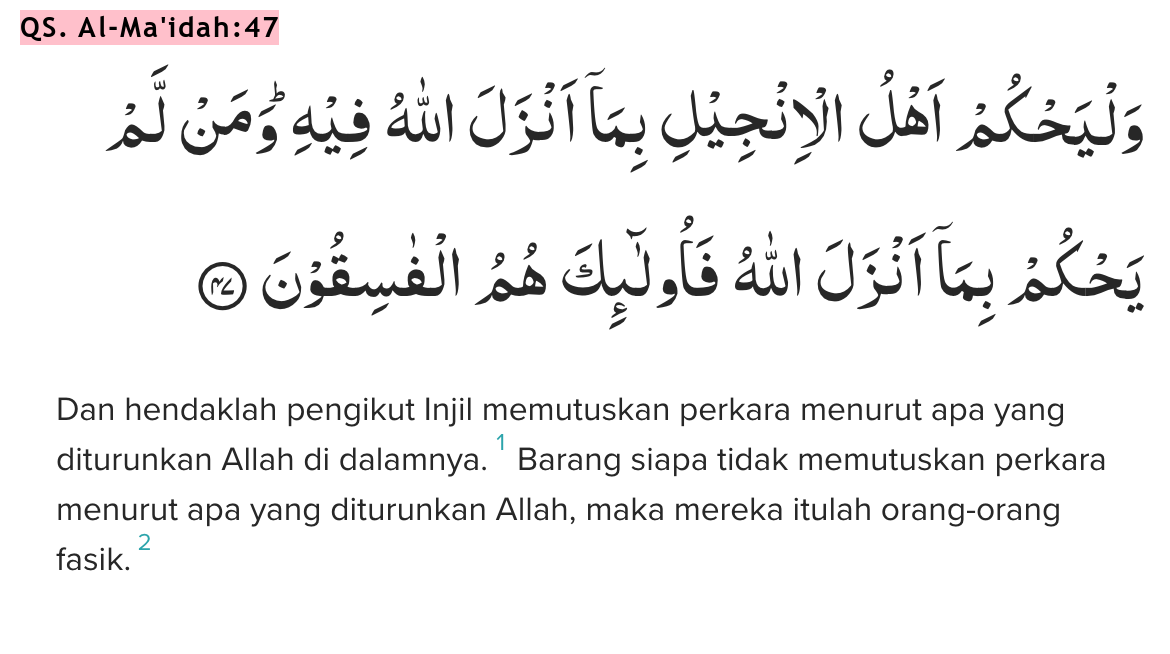 QS. Al-Ma'idah:47
وَلْيَحْكُمْ اَهْلُ الْاِنْجِيْلِ بِمَآ اَنْزَلَ اللّٰهُ فِيْهِۗ وَمَنْ لَّمْ
يَحْكُمْ بِمَآ اَنْزَلَ اللّٰهُ فَاُولٰۤىِٕكَ هُمُ الْفٰسِقُوْنَ ٤٧
Dan hendaklah pengikut Injil memutuskan perkara menurut apa yang
diturunkan Allah di dalamnya. 1 Barang siapa tidak memutuskan perkara
menurut apa yang diturunkan Allah, maka mereka itulah orang-orang
fasik. 2